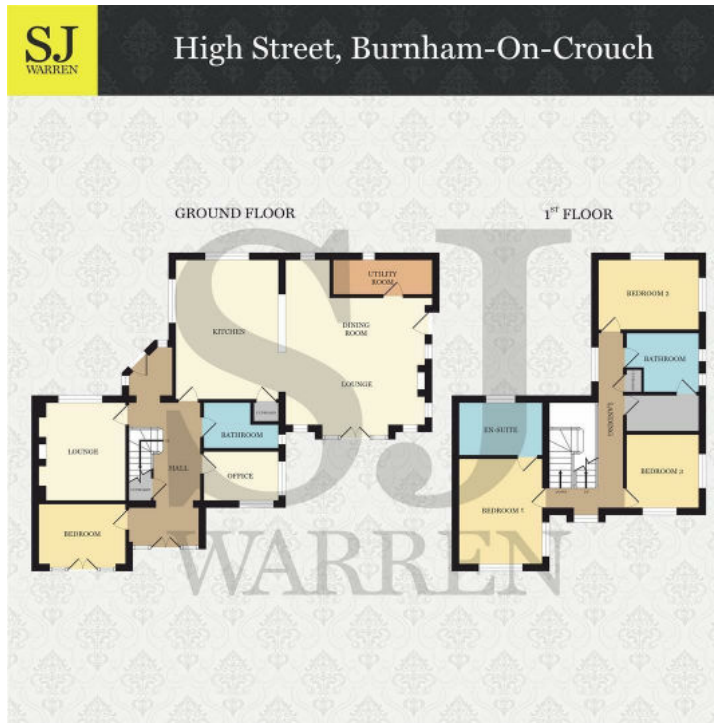 SJ
WARREN
High Street, Burnham-On-Crouch
GROUND FLOOR
1ST FLOOR
UTILITY
ROOM
KITCHEN
DINING
ROOM
LOUNGE
BATHROOM
LOUNGE
HALL
OFFICE
BEDROOM
BEDROOM 3
BATHROOM
LANDING
EN-SUITE
BEDROOM 2
BEDROOM 1
SJ
WARREN